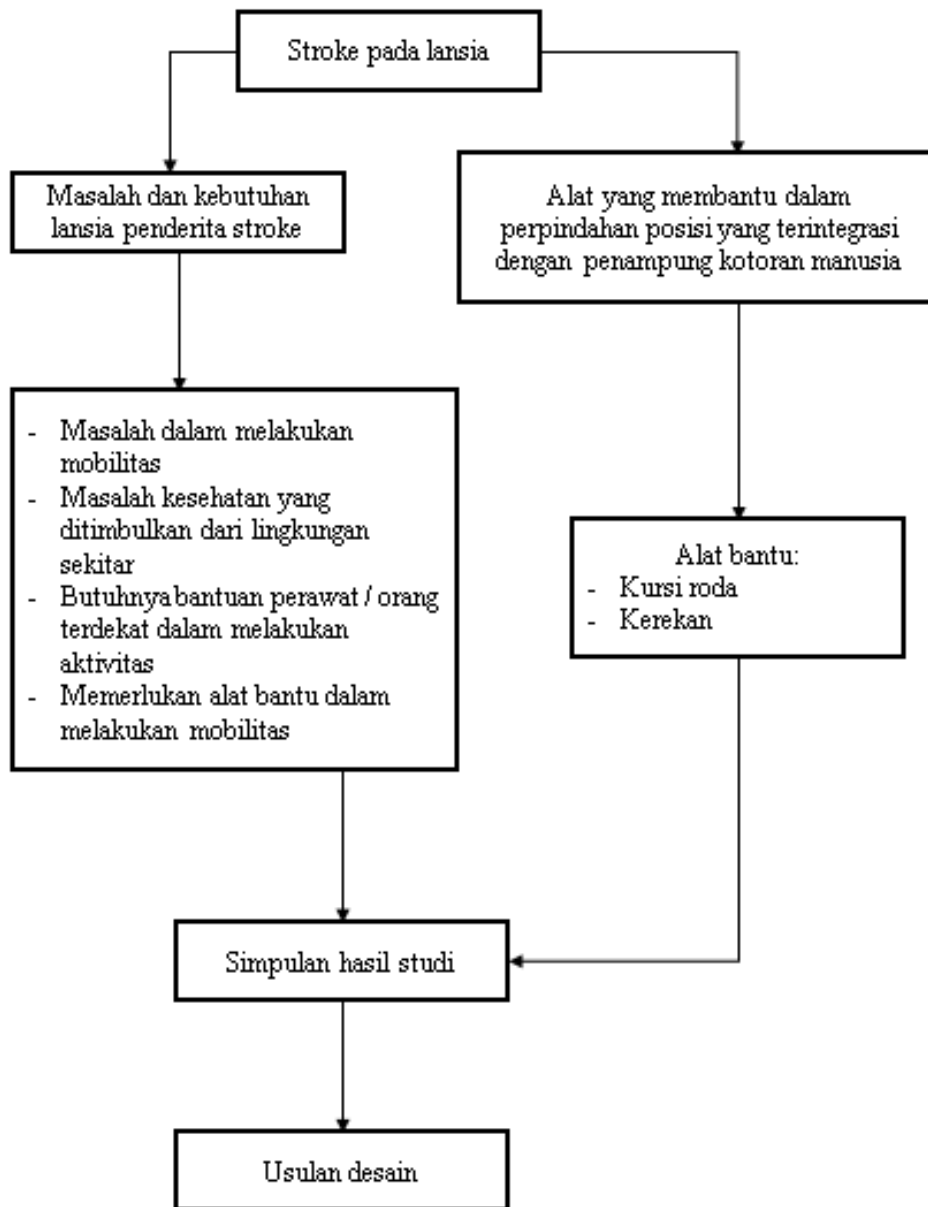 Stroke pada lansia
Masalah dan kebutuhan
lansia penderita stroke
Alat yang membantu dalam
perpindahan posisi yang terintegrasi
dengan penampung kotoran manusia
- Masalah dalam melakukan
mobilitas
- Masalah kesehatan yang
ditimbulkan dari lingkungan
sekitar
- Butuhnya bantuan perawat / orang
terdekat dalam melakukan
aktivitas
- Memerlukan alat bantu dalam
melakukan mobilitas
Alat bantu:
- Kursi roda
- Kerekan
Simpulan hasil studi
Usulan desain